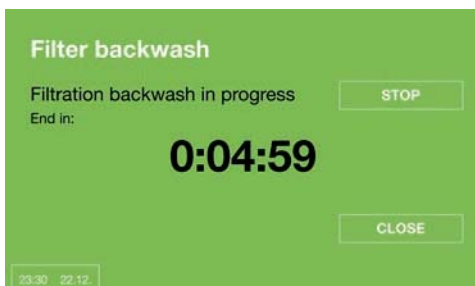 Filter backwash
Filtration backwash in progress
STOP
End in:
0:04:59
CLOSE
23:30 22.12.